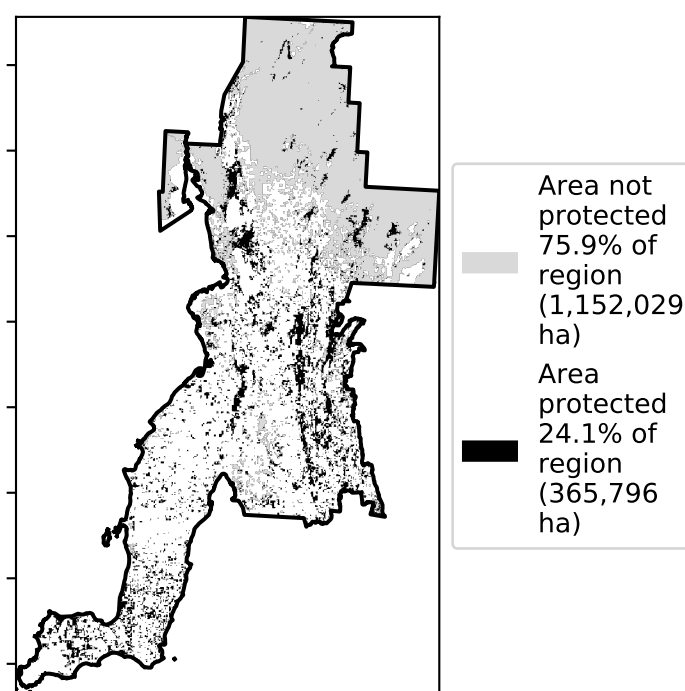 Area not
protected
75.9% of
region
(1,152,029
ha)
Area
protected
24.1% of
region
(365,796
ha)